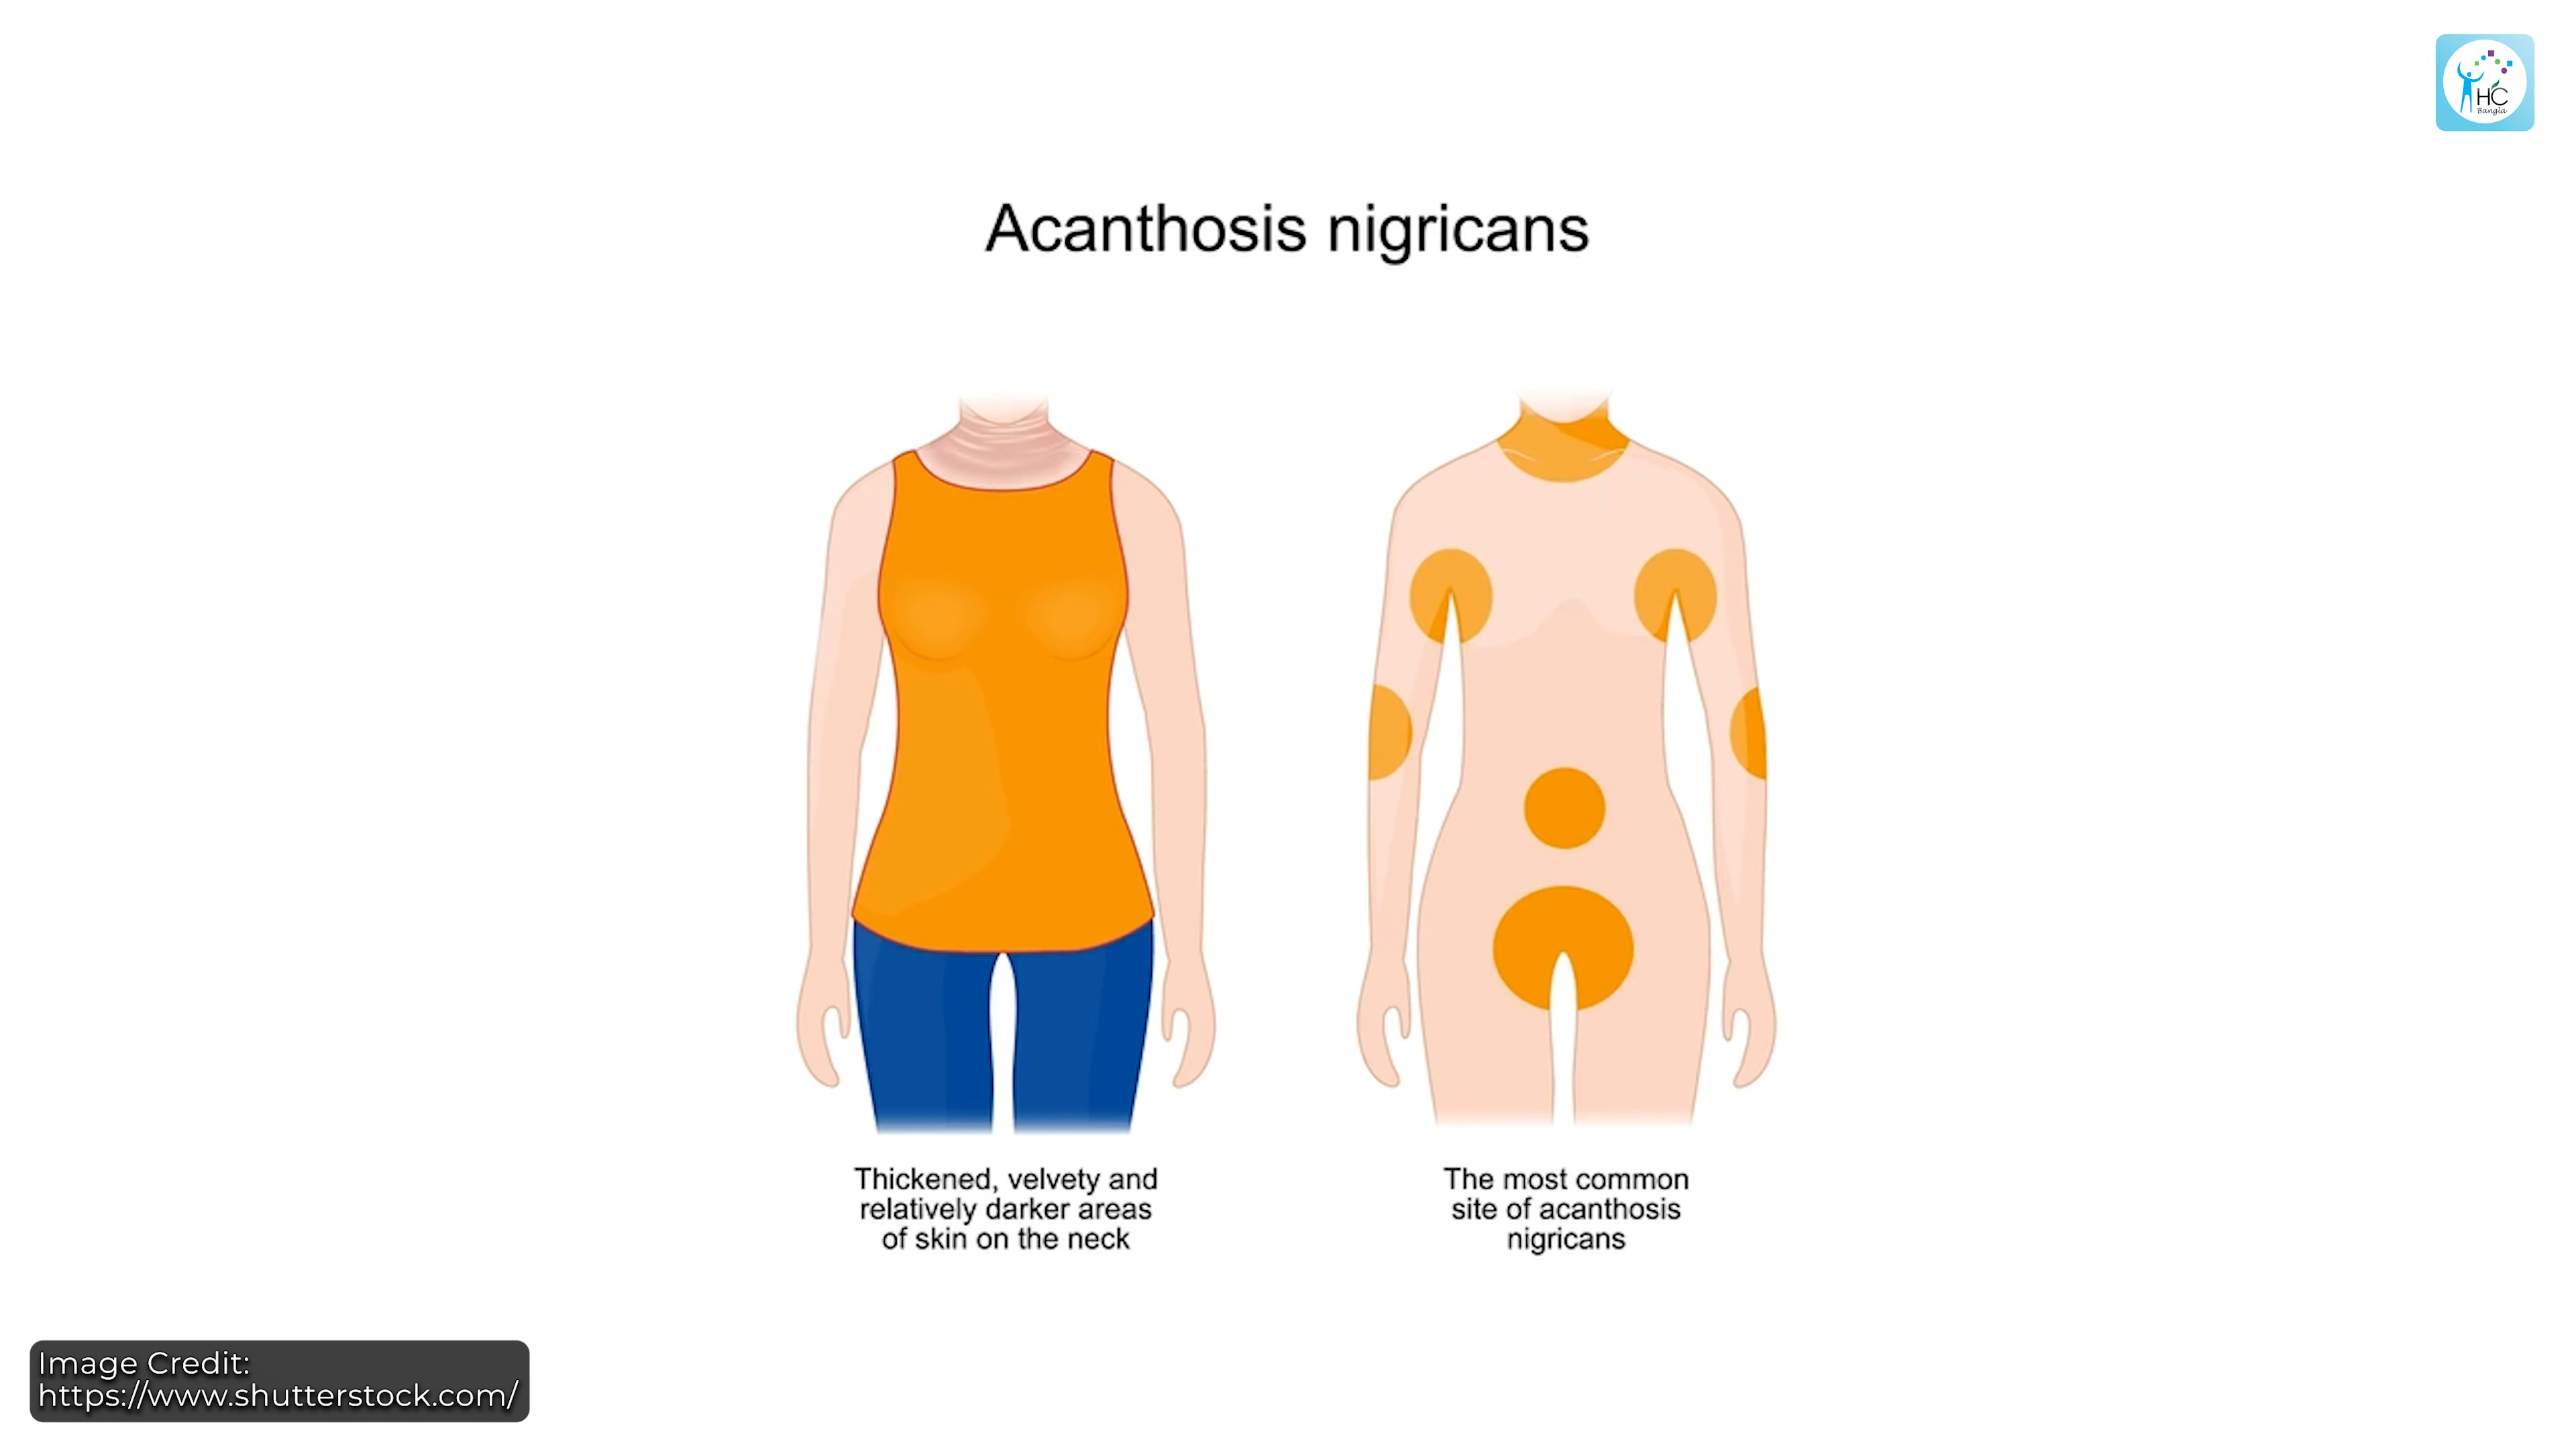 HC
Bangla
Acanthosis nigricans
Thickened, velvety and
relatively darker areas
of skin on the neck
The most common
site of acanthosis
nigricans
Image Credit:
https://www.shutterstock.com/